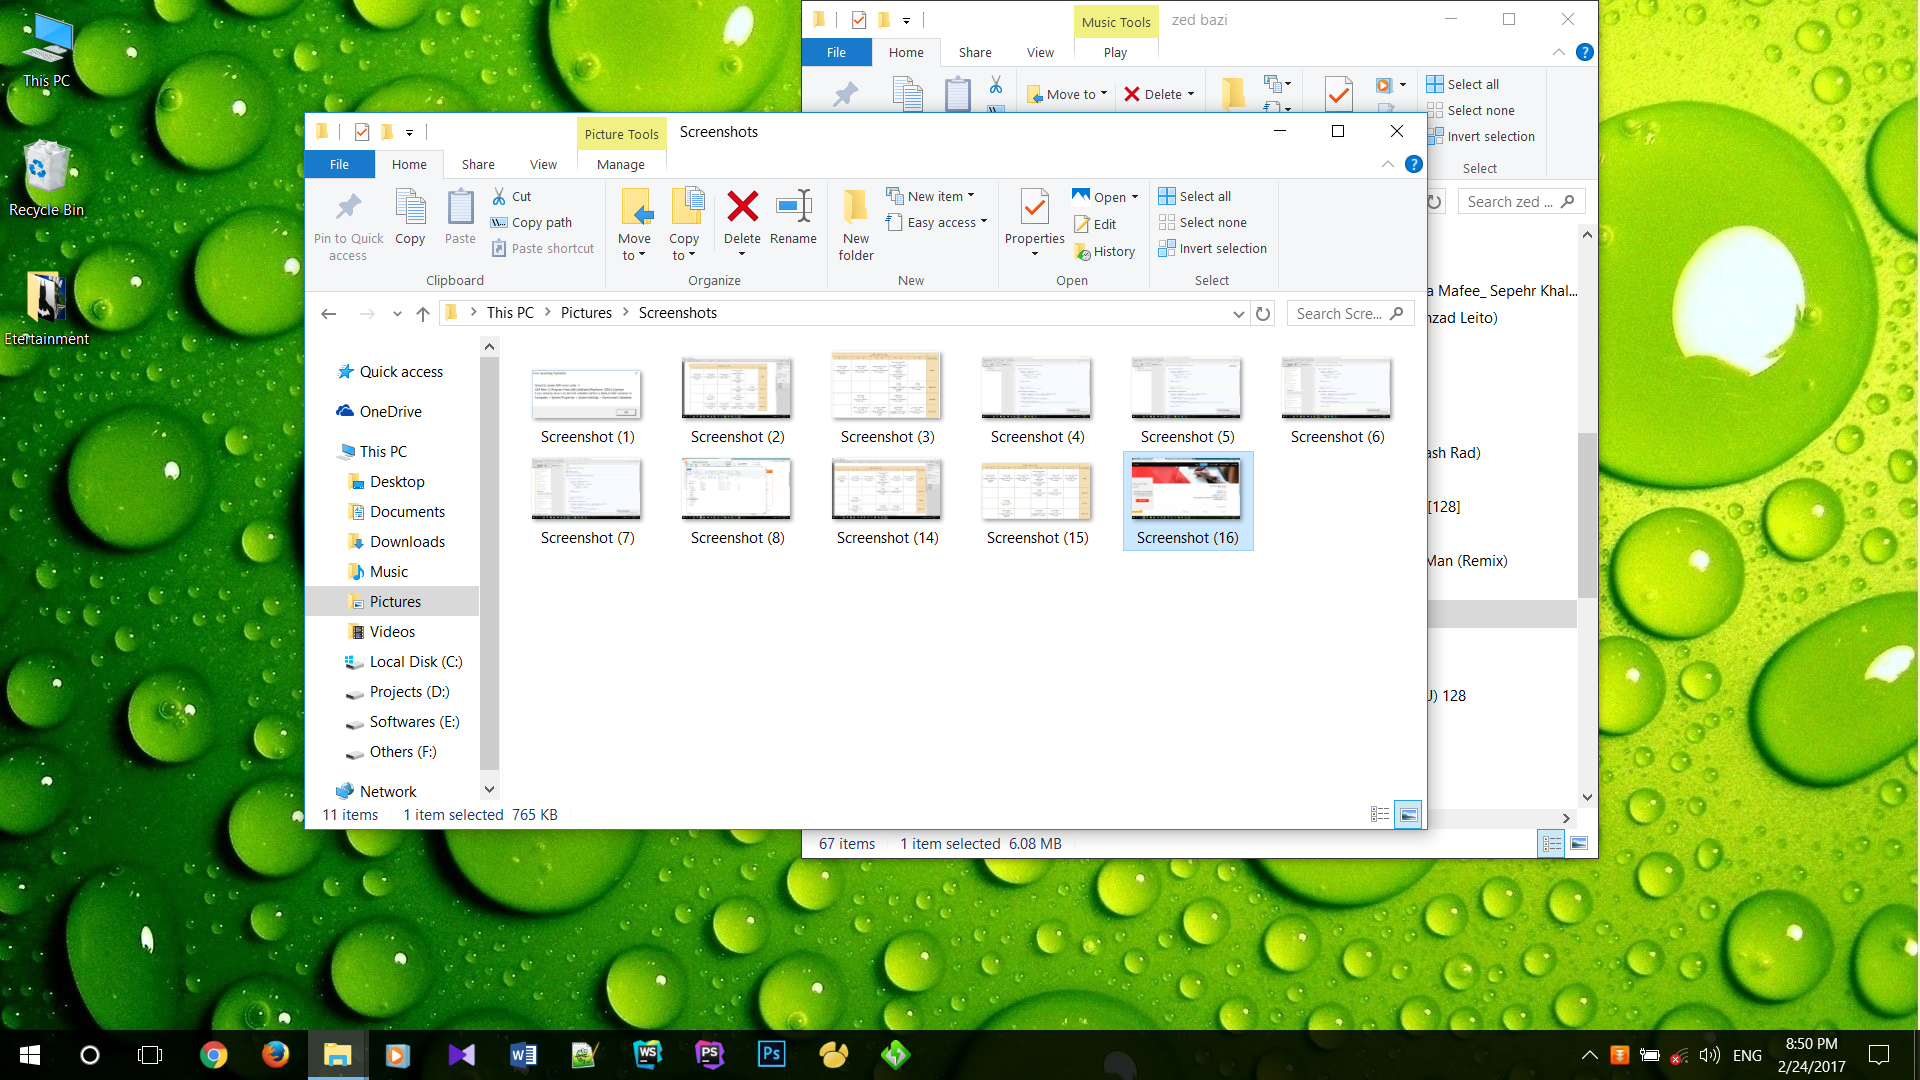 This PC
Recycle Bin
Etertainment
Music Tools
zed bazi
File
Home
Share
View
Play
Move to
Delete
Select all
Select none
Invert selection
Select
Search zed ...
a Mafee_ Sepehr Khal...
nzad Leito)
ash Rad)
[128]
Man (Remix)
J) 128
67 items
1 item selected 6.08 MB
Picture Tools
Screenshots
File
Home
Share
View
Manage
Pin to Quick access
Copy
Paste
Cut
Copy path
Paste shortcut
Clipboard
Move to
Copy to
Delete
Rename
Organize
New folder
New item
Easy access
New
Properties
Open
Edit
History
Open
Select all
Select none
Invert selection
Select
This PC
Pictures
Screenshots
Search Scre...
Quick access
OneDrive
This PC
Desktop
Documents
Downloads
Music
Pictures
Videos
Local Disk (C:)
Projects (D:)
Softwares (E:)
Others (F:)
Network
Screenshot (1)
Screenshot (2)
Screenshot (3)
Screenshot (4)
Screenshot (5)
Screenshot (6)
Screenshot (7)
Screenshot (8)
Screenshot (14)
Screenshot (15)
Screenshot (16)
11 items
1 item selected 765 KB
WS
PS
Ps
ENG
8:50 PM
2/24/2017